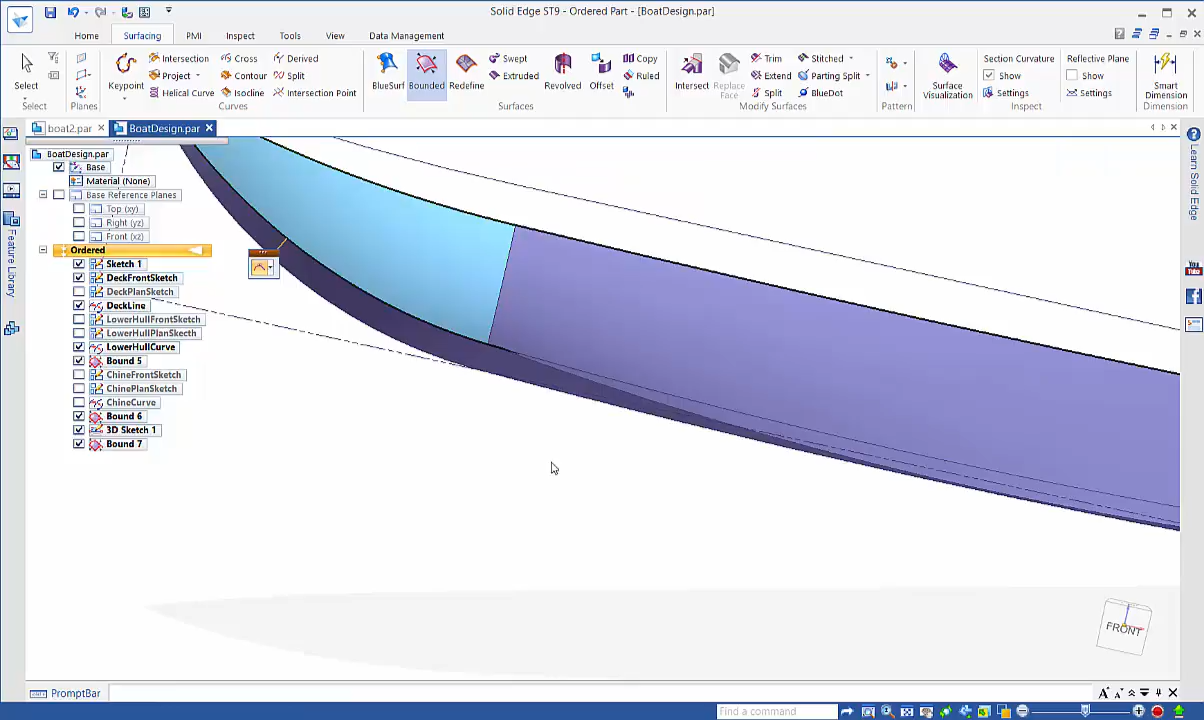 Solid Edge ST9 - Ordered Part - [BoatDesign.par]
Home Surfacing PMI Inspect Tools View Data Management
Select
Select
Planes
Keypoint
Intersection Cross Derived
Project Contour Split
Helical Curve Isocline Intersection Point
Curves
BlueSurf Bounded Redefine
Swept
Extruded
Revolved Offset
Copy
Ruled
Surfaces
Intersect Replace Face
Trim Stitched
Extend Parting Split
Split BlueDot
Modify Surfaces
Pattern
Surface Visualization
Section Curvature
Show
Settings
Inspect
Reflective Plane
Show
Settings
Smart Dimension
Dimension
boat2.par BoatDesign.par
BoatDesign.par
Base
Material (None)
Base Reference Planes
Top (xy)
Right (yz)
Front (xz)
Ordered
Sketch 1
DeckFrontSketch
DeckPlanSketch
DeckLine
LowerHullFrontSketch
LowerHullPlanSkecth
LowerHullCurve
Bound 5
ChineFrontSketch
ChinePlanSketch
ChineCurve
Bound 6
3D Sketch 1
Bound 7
Feature Library
Learn Solid Edge
You Tube
FRONT
PromptBar
Find a command